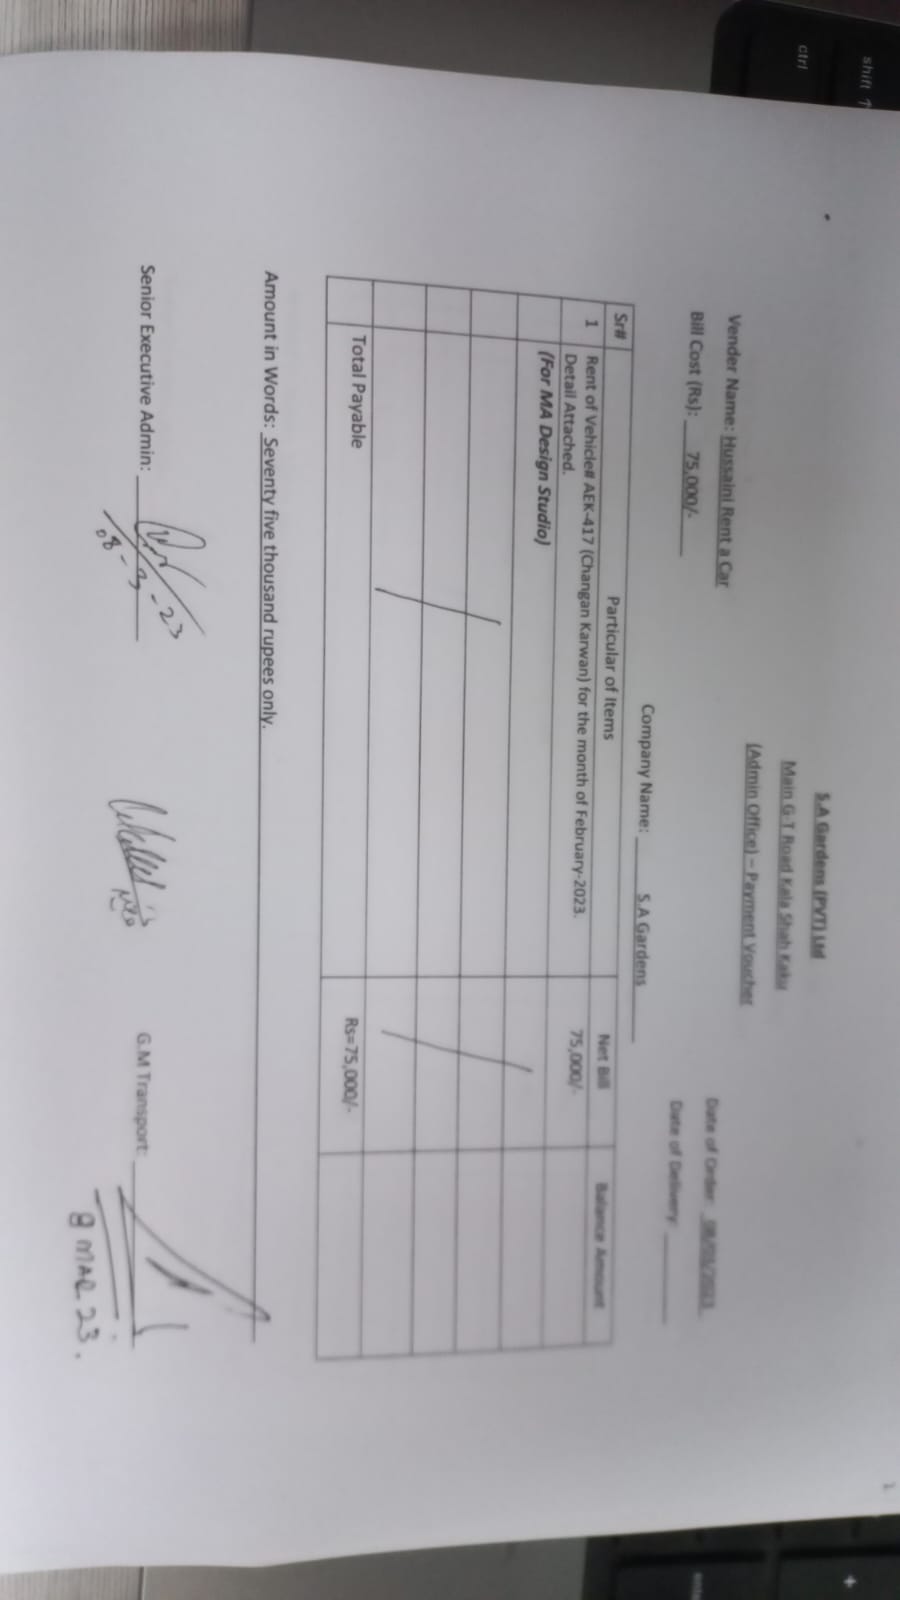 S.A Gardens (PVT) Ltd
Main G-T Road Kala Shah Kaku
(Admin Office) – Payment Voucher
Vender Name: Hussaini Rent a Car
Date of Order: 08/03/2023
Bill Cost (Rs): 75,000/-
Date of Delivery:
Company Name: S.A Gardens
Sr# Particular of Items Net Bill Balance Amount
1 Rent of Vehicle# AEK-417 (Changan Karwan) for the month of February-2023. 75,000/-
Detail Attached.
(For MA Design Studio)
Total Payable Rs=75,000/-
Amount in Words: Seventy five thousand rupees only.
Senior Executive Admin:
08-3-23
G.M Transport:
8 MAR 23.
shift
ctrl
+